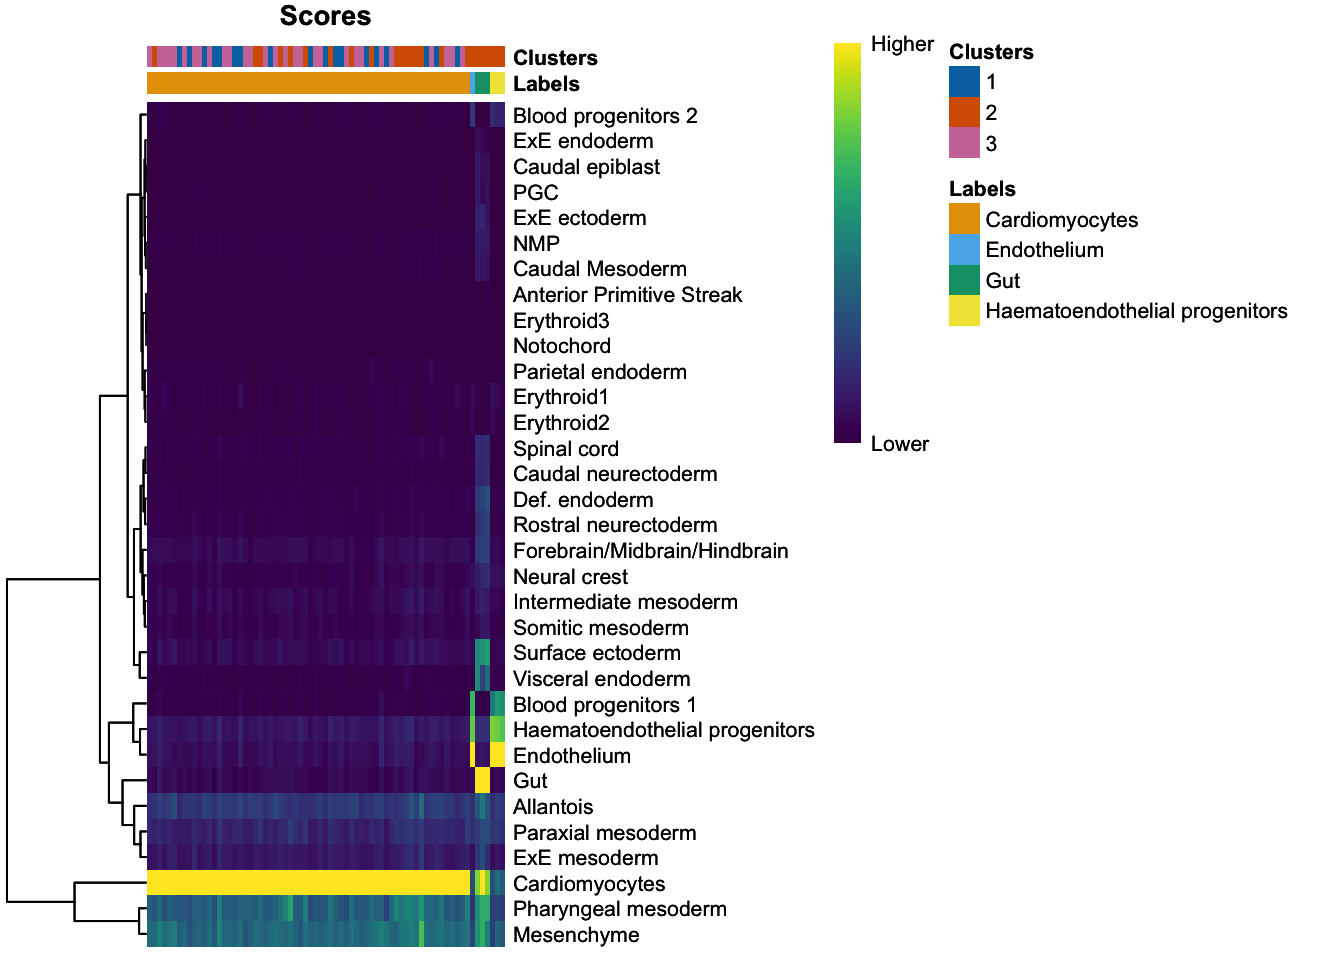 Scores
Clusters
Labels
Blood progenitors 2
ExE endoderm
Caudal epiblast
PGC
ExE ectoderm
NMP
Caudal Mesoderm
Anterior Primitive Streak
Erythroid3
Notochord
Parietal endoderm
Erythroid1
Erythroid2
Spinal cord
Caudal neurectoderm
Def. endoderm
Rostral neurectoderm
Forebrain/Midbrain/Hindbrain
Neural crest
Intermediate mesoderm
Somitic mesoderm
Surface ectoderm
Visceral endoderm
Blood progenitors 1
Haematoendothelial progenitors
Endothelium
Gut
Allantois
Paraxial mesoderm
ExE mesoderm
Cardiomyocytes
Pharyngeal mesoderm
Mesenchyme
Higher
Lower
Clusters
1
2
3
Labels
Cardiomyocytes
Endothelium
Gut
Haematoendothelial progenitors